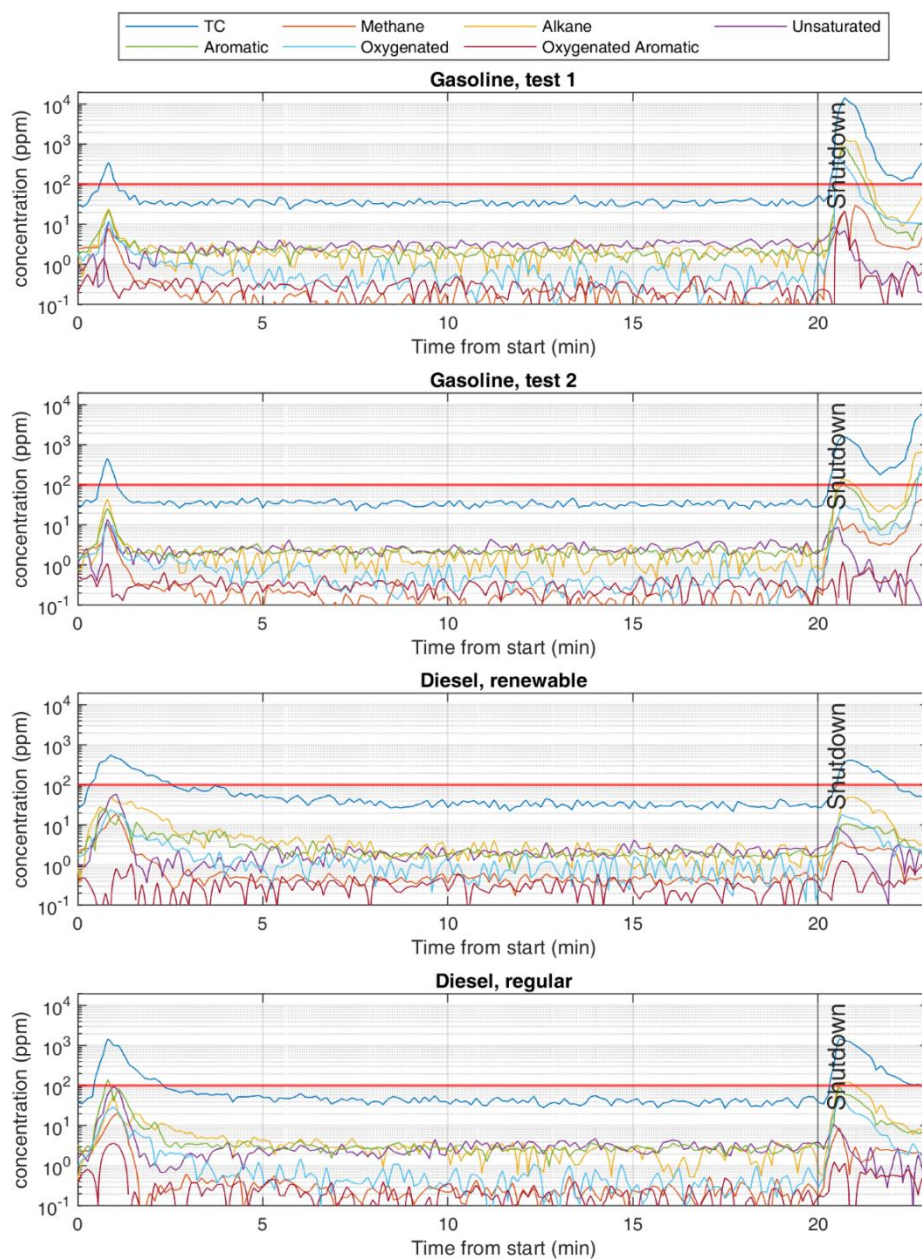 TC Methane Alkane Unsaturated
Aromatic Oxygenated Oxygenated Aromatic
Gasoline, test 1
concentration (ppm)
10^4
10^3
10^2
10^1
10^0
10^-1
Shutdown
0 5 10 15 20
Time from start (min)
Gasoline, test 2
concentration (ppm)
10^4
10^3
10^2
10^1
10^0
10^-1
Shutdown
0 5 10 15 20
Time from start (min)
Diesel, renewable
concentration (ppm)
10^4
10^3
10^2
10^1
10^0
10^-1
Shutdown
0 5 10 15 20
Time from start (min)
Diesel, regular
concentration (ppm)
10^4
10^3
10^2
10^1
10^0
10^-1
Shutdown
0 5 10 15 20
Time from start (min)